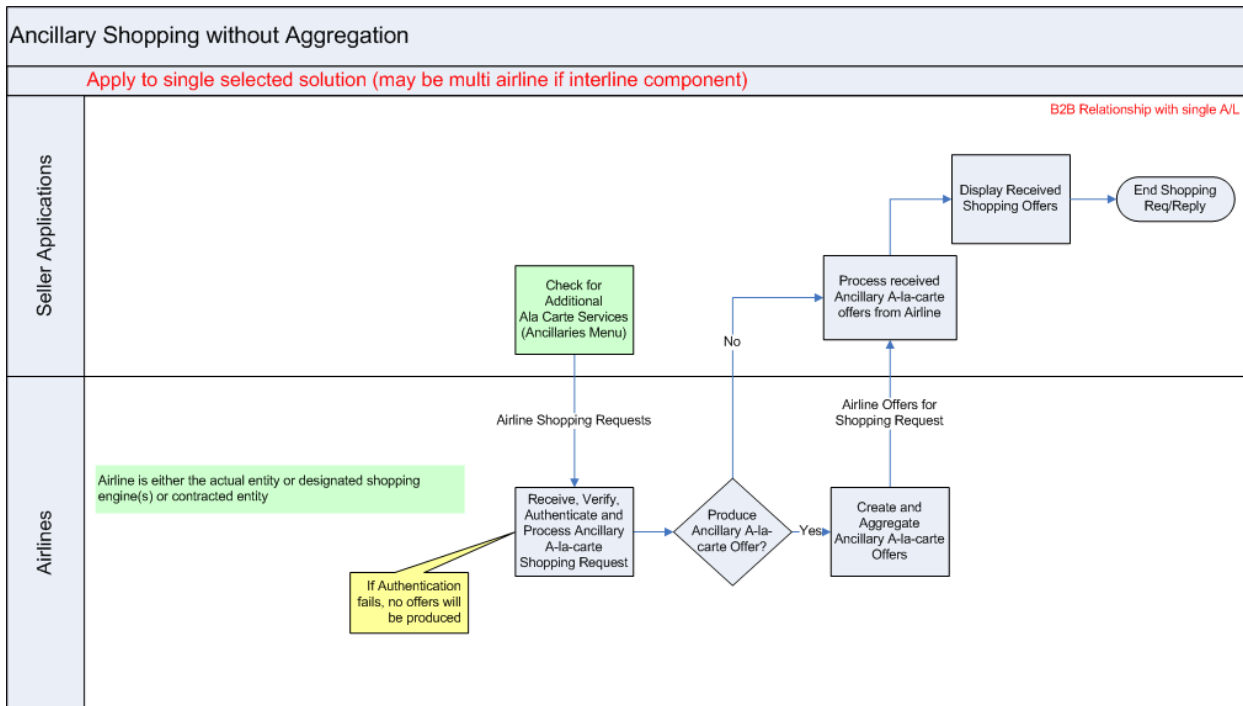 Ancillary Shopping without Aggregation
Apply to single selected solution (may be multi airline if interline component)
B2B Relationship with single A/L
Seller Applications
Display Received
Shopping Offers
End Shopping
Req/Reply
Check for
Additional
Ala Carte Services
(Ancillaries Menu)
Process received
Ancillary A-la-carte
offers from Airline
No
Airlines
Airline Shopping Requests
Airline Offers for
Shopping Request
Airline is either the actual entity or designated shopping
engine(s) or contracted entity
Receive, Verify,
Authenticate and
Process Ancillary
A-la-carte
Shopping Request
Produce
Ancillary A-la-
carte Offer?
Yes
Create and
Aggregate
Ancillary A-la-carte
Offers
If Authentication
fails, no offers will
be produced